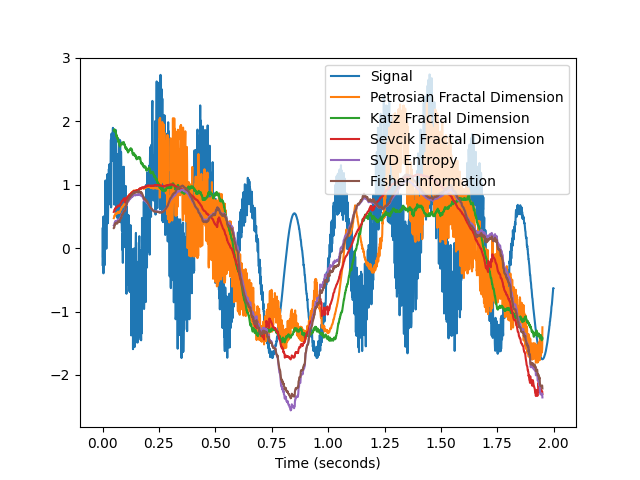 3
2
1
0
−1
−2
0.00 0.25 0.50 0.75 1.00 1.25 1.50 1.75 2.00
Time (seconds)
Signal
Petrosian Fractal Dimension
Katz Fractal Dimension
Sevcik Fractal Dimension
SVD Entropy
Fisher Information